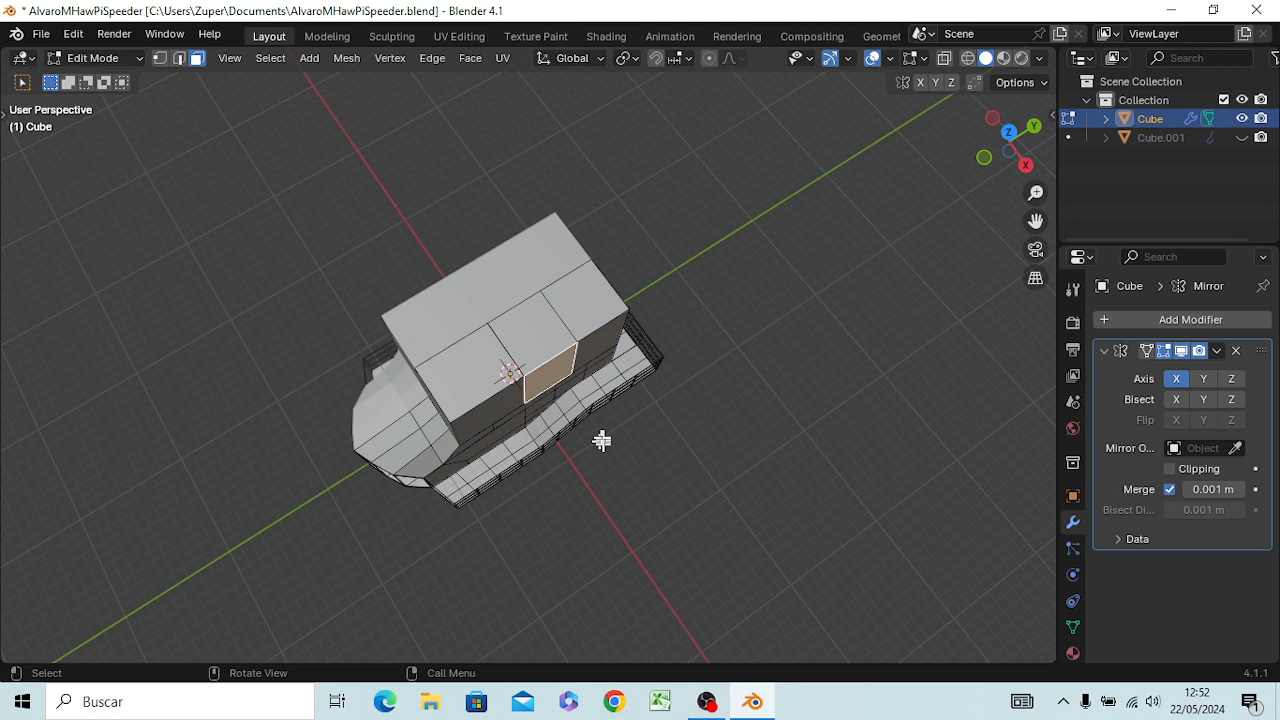 * AlvaroMHawPiSpeeder [C:\Users\Zuper\Documents\AlvaroMHawPiSpeeder.blend] - Blender 4.1
File Edit Render Window Help Layout Modeling Sculpting UV Editing Texture Paint Shading Animation Rendering Compositing Geomet Scene ViewLayer
Edit Mode View Select Add Mesh Vertex Edge Face UV Global Search
X Y Z Options
User Perspective
(1) Cube
Scene Collection
Collection
Cube
Cube.001
Z Y X
Search
Cube > Mirror
+ Add Modifier
Axis X Y Z
Bisect X Y Z
Flip X Y Z
Mirror O... Object
Clipping
Merge 0.001 m
Bisect Di... 0.001 m
Data
Select Rotate View Call Menu 4.1.1
Buscar
12:52
22/05/2024
1